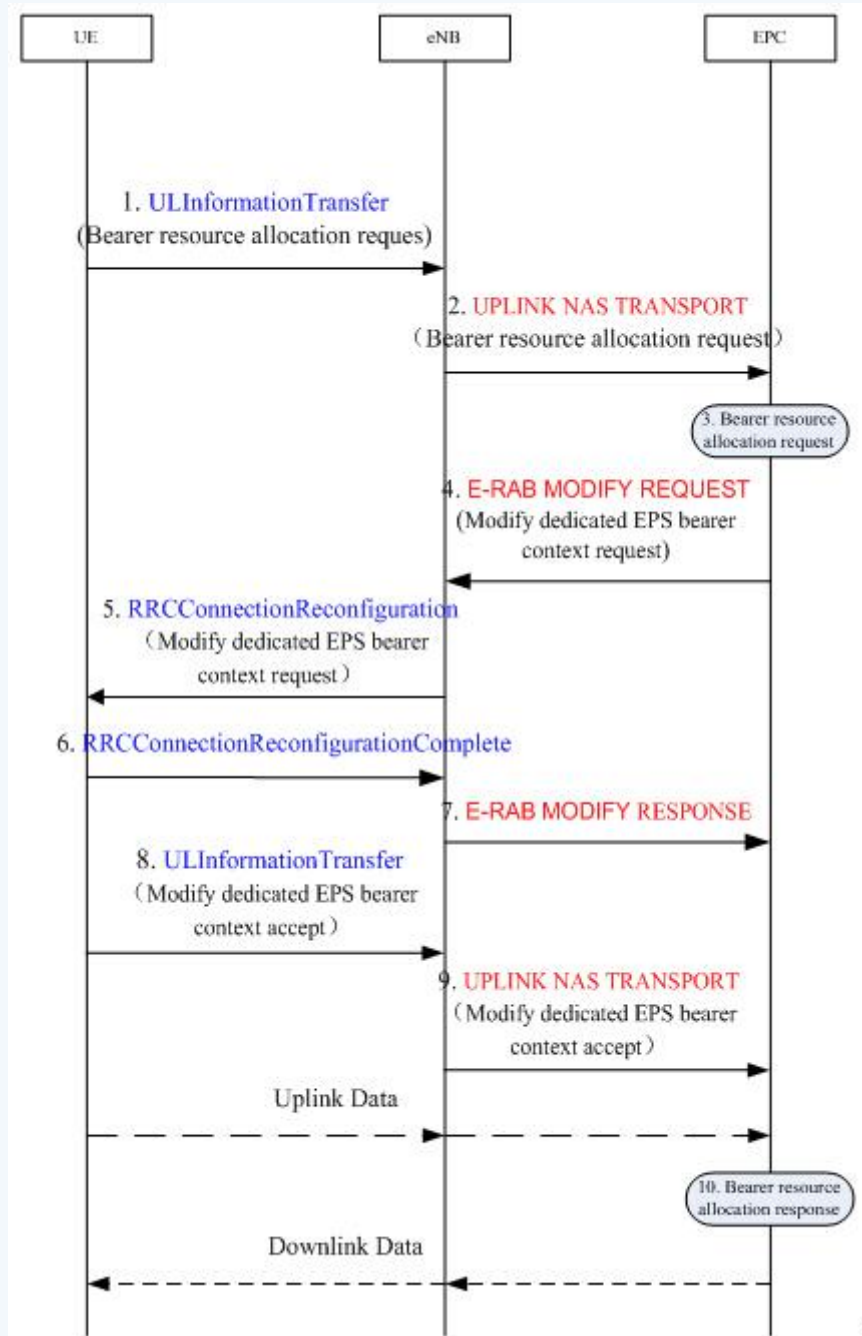 UE
eNB
EPC
1. ULInformationTransfer
(Bearer resource allocation reques)
2. UPLINK NAS TRANSPORT
（Bearer resource allocation request）
3. Bearer resource
allocation request
4. E-RAB MODIFY REQUEST
(Modify dedicated EPS bearer
context request)
5. RRCConnectionReconfiguration
（Modify dedicated EPS bearer
context request）
6. RRCConnectionReconfigurationComplete
7. E-RAB MODIFY RESPONSE
8. ULInformationTransfer
（Modify dedicated EPS bearer
context accept）
9. UPLINK NAS TRANSPORT
（Modify dedicated EPS bearer
context accept）
Uplink Data
10. Bearer resource
allocation response
Downlink Data